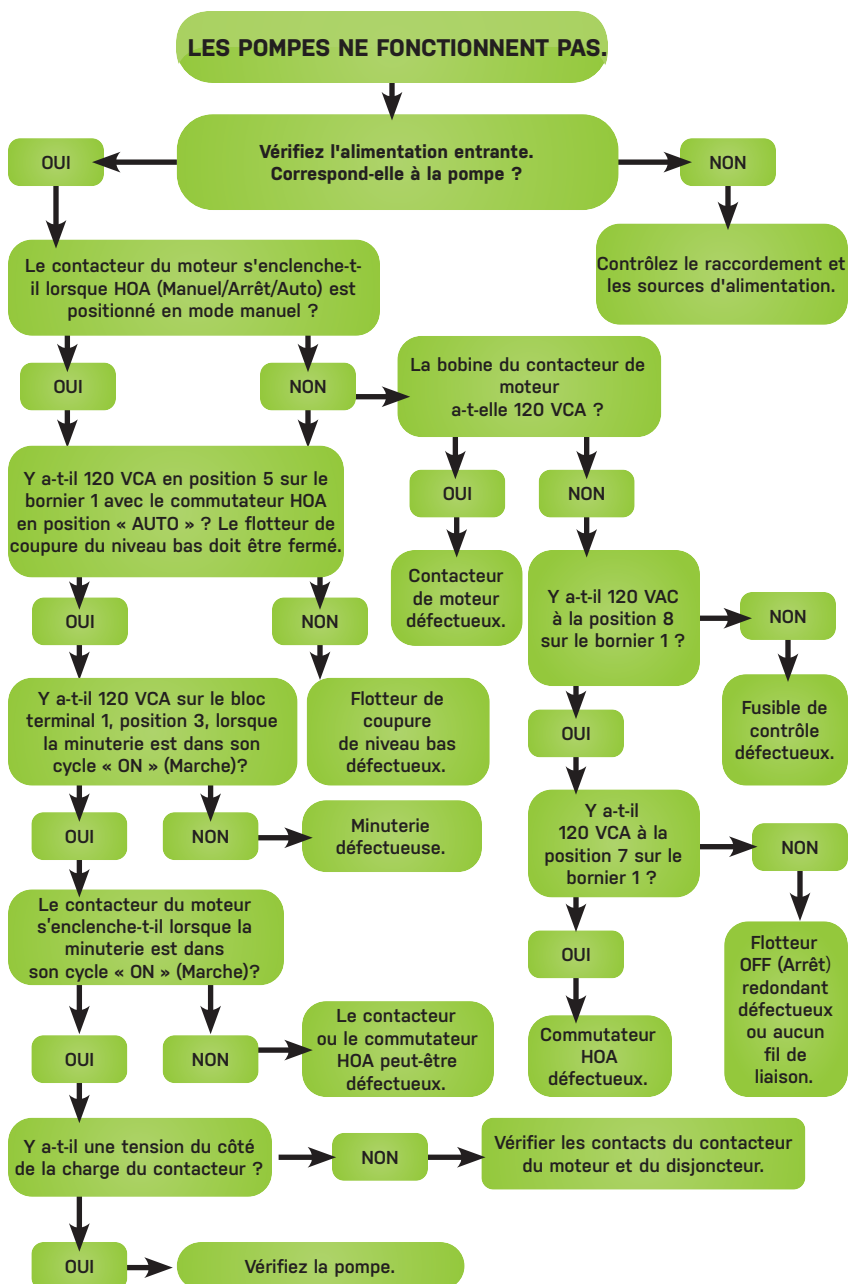 LES POMPES NE FONCTIONNENT PAS.
OUI
Vérifiez l'alimentation entrante.
Correspond-elle à la pompe ?
NON
Le contacteur du moteur s'enclenche-t-
il lorsque HOA (Manuel/Arrêt/Auto) est
positionné en mode manuel ?
Contrôlez le raccordement et
les sources d'alimentation.
OUI
NON
La bobine du contacteur de
moteur
a-t-elle 120 VCA ?
Y a-t-il 120 VCA en position 5 sur le
bornier 1 avec le commutateur HOA
en position « AUTO » ? Le flotteur de
coupure du niveau bas doit être fermé.
OUI
NON
Contacteur
de moteur
défectueux.
Y a-t-il 120 VAC
à la position 8
sur le bornier 1 ?
NON
OUI
NON
Y a-t-il 120 VCA sur le bloc
terminal 1, position 3, lorsque
la minuterie est dans son
cycle « ON » (Marche)?
Flotteur de
coupure
de niveau bas
défectueux.
Fusible de
contrôle
défectueux.
OUI
OUI
NON
Minuterie
défectueuse.
Y a-t-il
120 VCA à la
position 7 sur le
bornier 1 ?
NON
Le contacteur du moteur
s’enclenche-t-il lorsque la
minuterie est dans
son cycle « ON » (Marche)?
OUI
Flotteur
OFF (Arrêt)
redondant
défectueux
ou aucun
fil de
liaison.
OUI
NON
Le contacteur
ou le commutateur
HOA peut-être
défectueux.
Commutateur
HOA
défectueux.
Y a-t-il une tension du côté
de la charge du contacteur ?
NON
Vérifier les contacts du contacteur
du moteur et du disjoncteur.
OUI
Vérifiez la pompe.